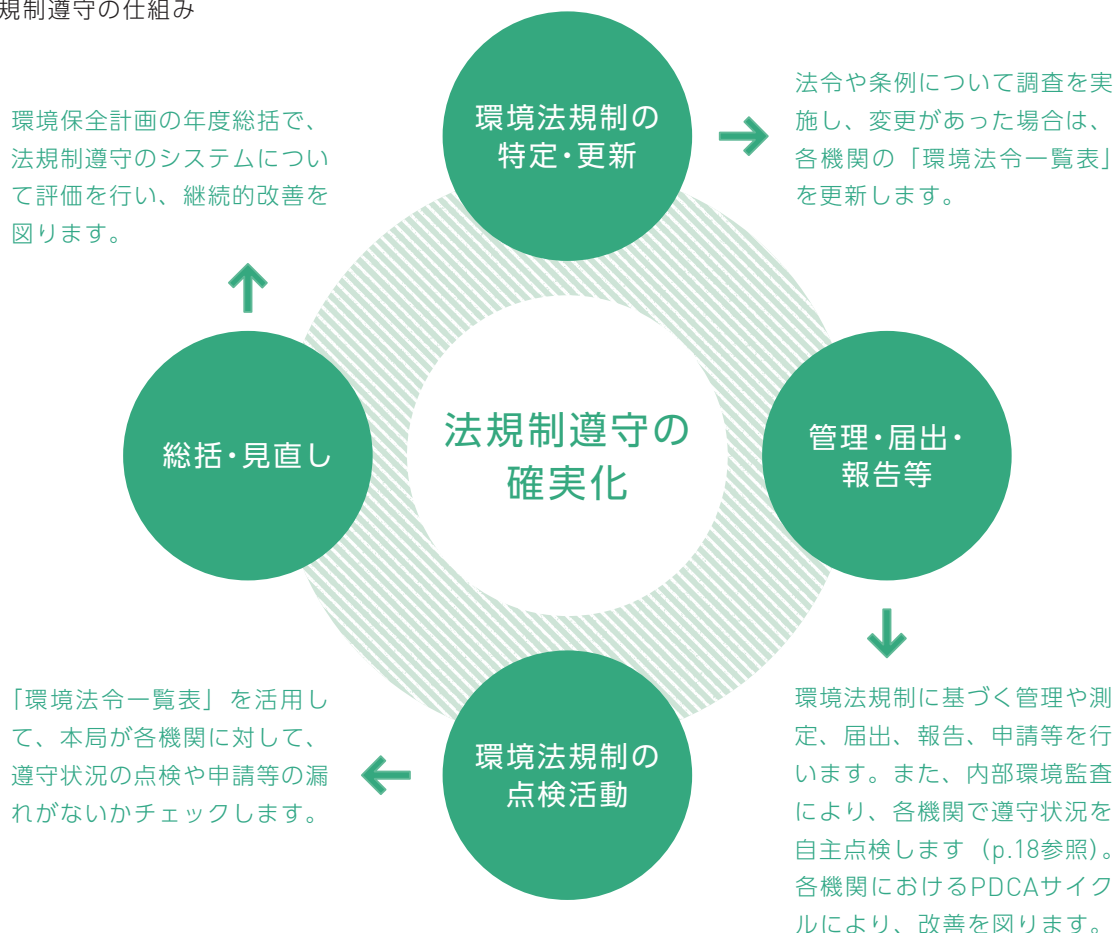 規制遵守の仕組み
環境法規制の
特定・更新
法令や条例について調査を実
施し、変更があった場合は、
各機関の「環境法令一覧表」
を更新します。
環境保全計画の年度総括で、
法規制遵守のシステムについ
て評価を行い、継続的改善を
図ります。
総括・見直し
法規制遵守の
確実化
管理・届出・
報告等
「環境法令一覧表」を活用し
て、本局が各機関に対して、
遵守状況の点検や申請等の漏
れがないかチェックします。
環境法規制の
点検活動
環境法規制に基づく管理や測
定、届出、報告、申請等を行
います。また、内部環境監査
により、各機関で遵守状況を
自主点検します（p.18参照）。
各機関におけるPDCAサイク
ルにより、改善を図ります。